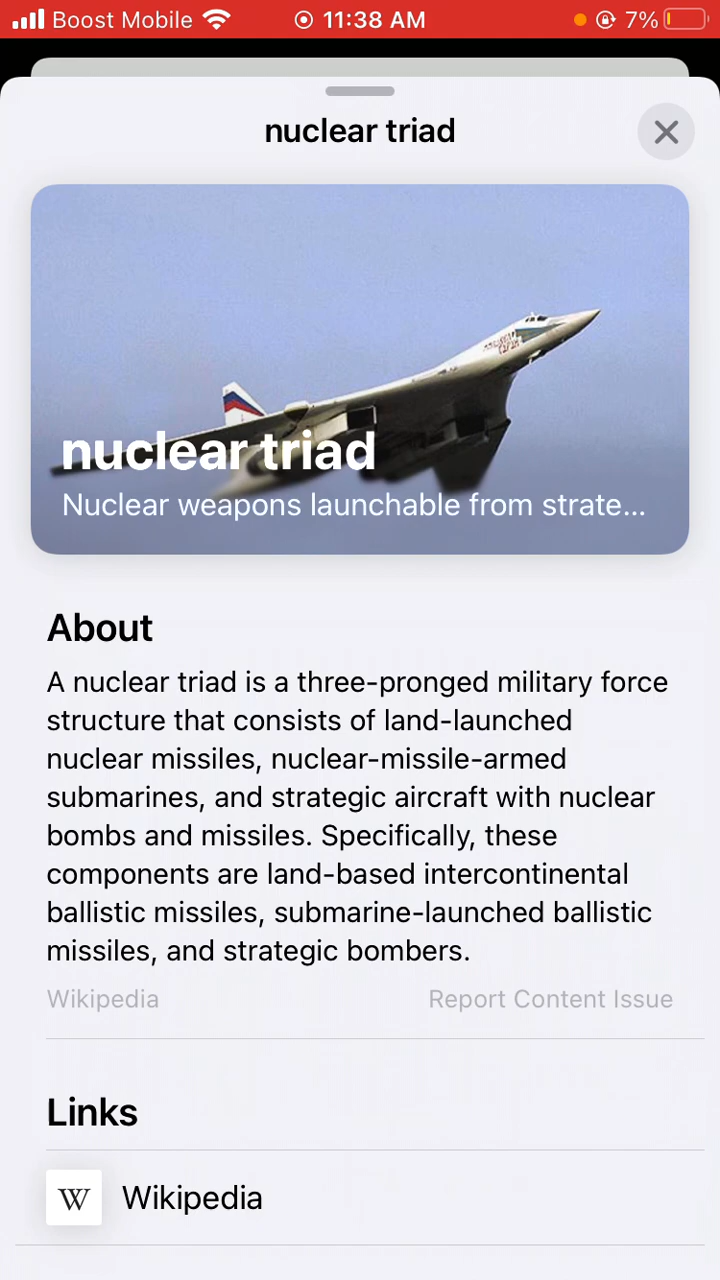 Boost Mobile 11:38 AM 7%
nuclear triad
nuclear triad
Nuclear weapons launchable from strate...
About
A nuclear triad is a three-pronged military force
structure that consists of land-launched
nuclear missiles, nuclear-missile-armed
submarines, and strategic aircraft with nuclear
bombs and missiles. Specifically, these
components are land-based intercontinental
ballistic missiles, submarine-launched ballistic
missiles, and strategic bombers.
Wikipedia Report Content Issue
Links
W Wikipedia